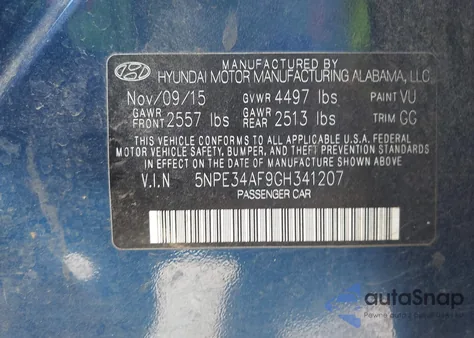 MANUFACTURED BY
HYUNDAI MOTOR MANUFACTURING ALABAMA, LLC
Nov/09/15 GVWR 4497 lbs PAINT VU
GAWR FRONT 2557 lbs GAWR REAR 2513 lbs TRIM GG
THIS VEHICLE CONFORMS TO ALL APPLICABLE U.S.A. FEDERAL
MOTOR VEHICLE SAFETY, BUMPER, AND THEFT PREVENTION STANDARDS
IN EFFECT ON THE DATE OF MANUFACTURE SHOWN ABOVE.
V.I.N 5NPE34AF9GH341207
PASSENGER CAR
autoSnap